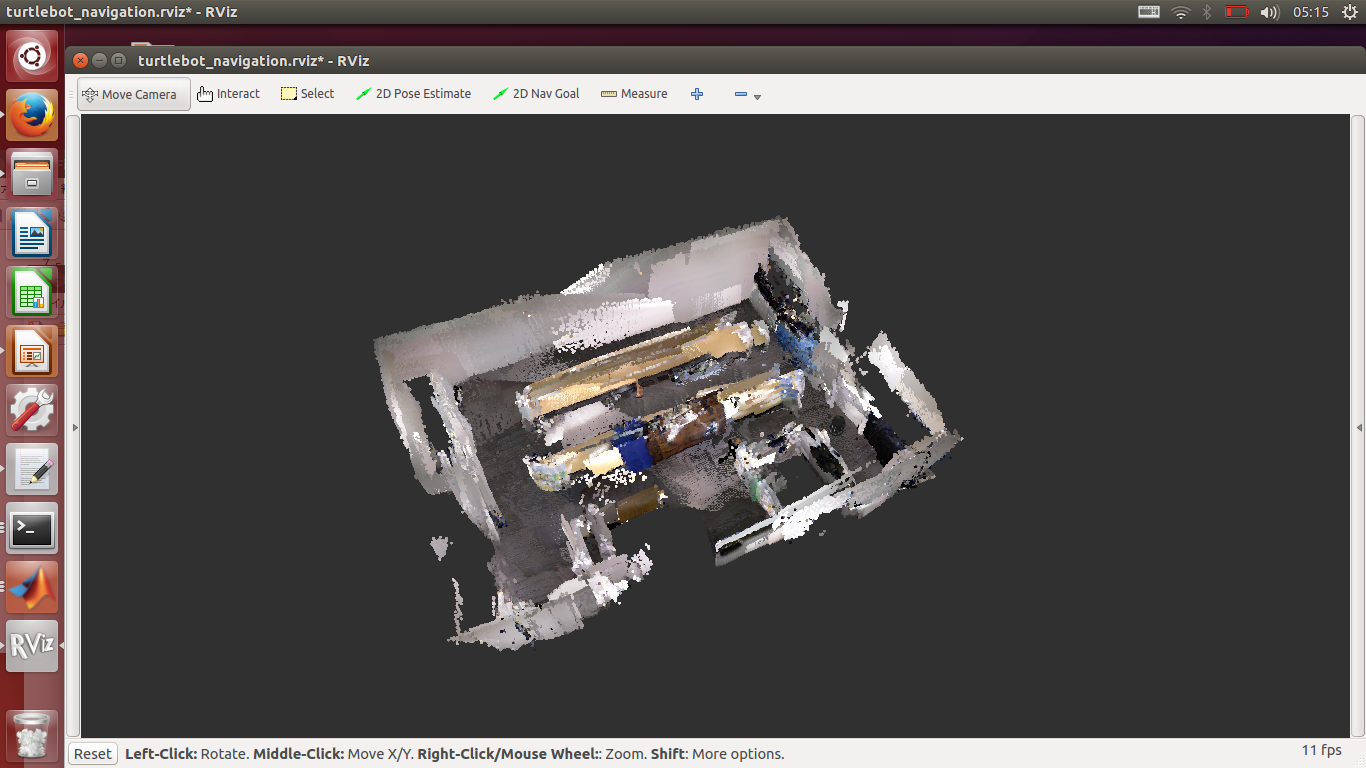 turtlebot_navigation.rviz* - RViz
05:15
turtlebot_navigation.rviz* - RViz
Move Camera Interact Select 2D Pose Estimate 2D Nav Goal Measure
>_
RViz
Reset Left-Click: Rotate. Middle-Click: Move X/Y. Right-Click/Mouse Wheel:: Zoom. Shift: More options. 11 fps